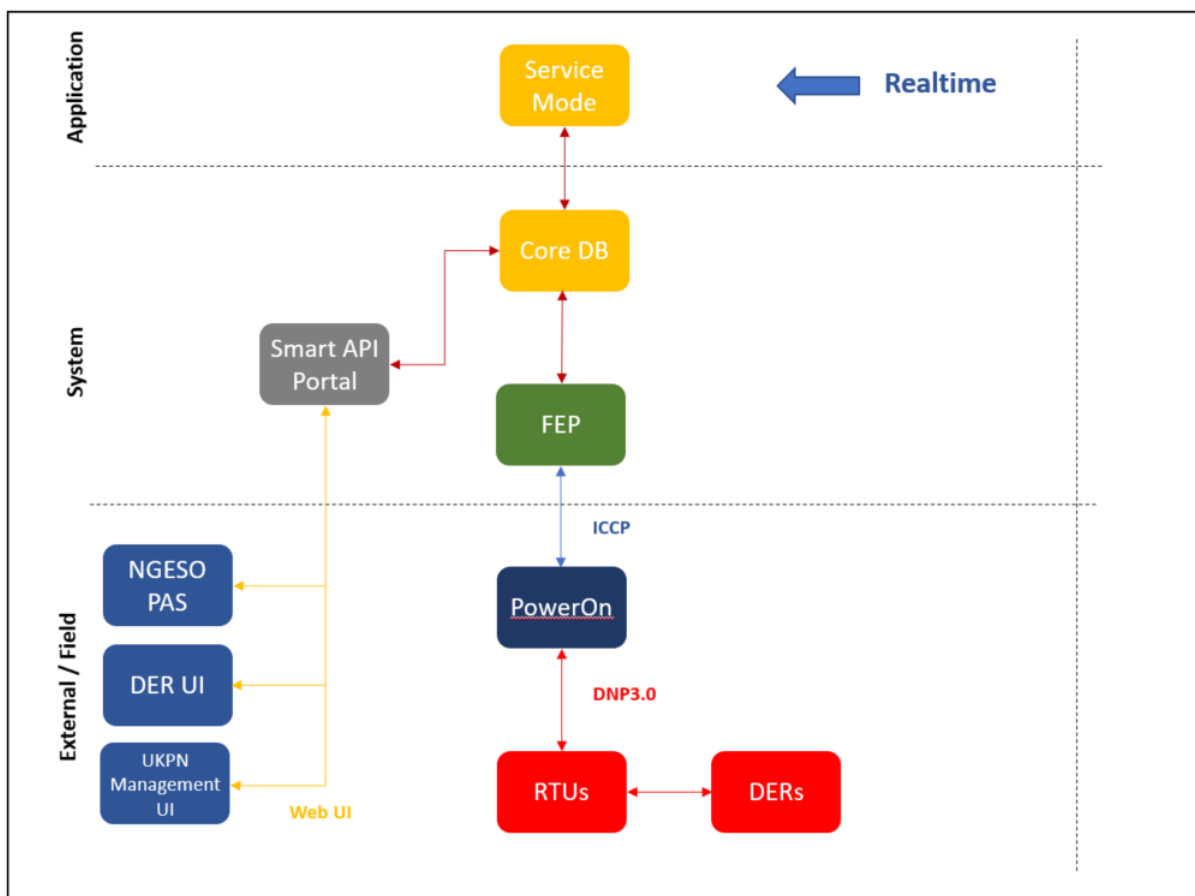 Application
Service
Mode
Realtime
System
Core DB
Smart API
Portal
FEP
External / Field
ICCP
NGESO
PAS
PowerOn
DER UI
DNP3.0
UKPN
Management
UI
Web UI
RTUs
DERs